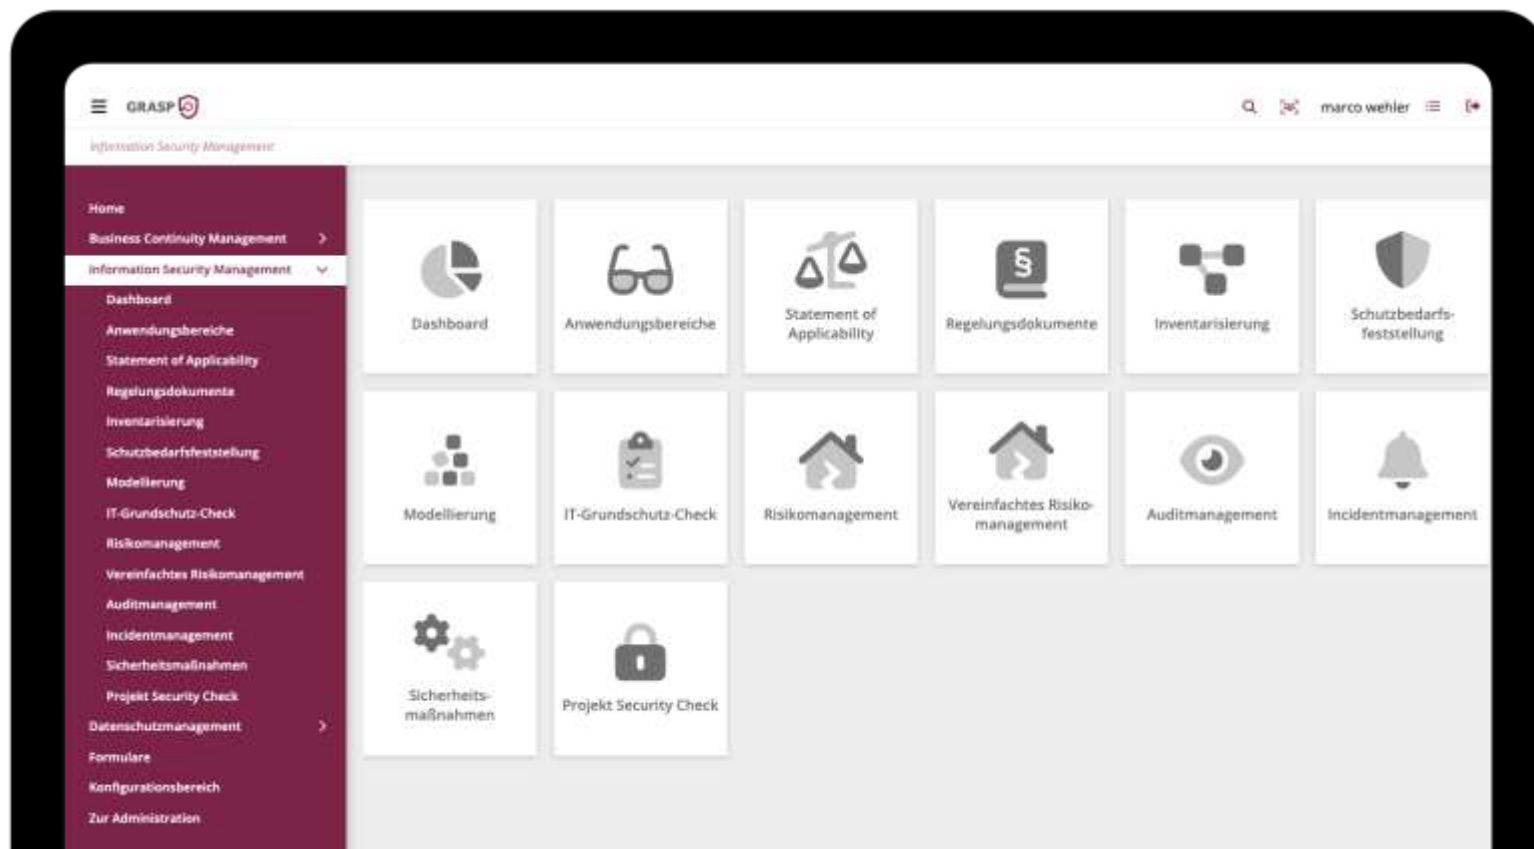 GRASP
marco wehler
Information Security Management
Home
Business Continuity Management
Information Security Management
Dashboard
Anwendungsbereiche
Statement of Applicability
Regelungsdokumente
Inventarisierung
Schutzbedarfsfeststellung
Modellierung
IT-Grundschutz-Check
Risikomanagement
Vereinfachtes Risikomanagement
Auditmanagement
Incidentmanagement
Sicherheitsmaßnahmen
Projekt Security Check
Datenschutzmanagement
Formulare
Konfigurationsbereich
Zur Administration
Dashboard
Anwendungsbereiche
Statement of
Applicability
§
Regelungsdokumente
Inventarisierung
Schutzbedarfs-
feststellung
Modellierung
IT-Grundschutz-Check
Risikomanagement
Vereinfachtes Risiko-
management
Auditmanagement
Incidentmanagement
Sicherheits-
maßnahmen
Projekt Security Check